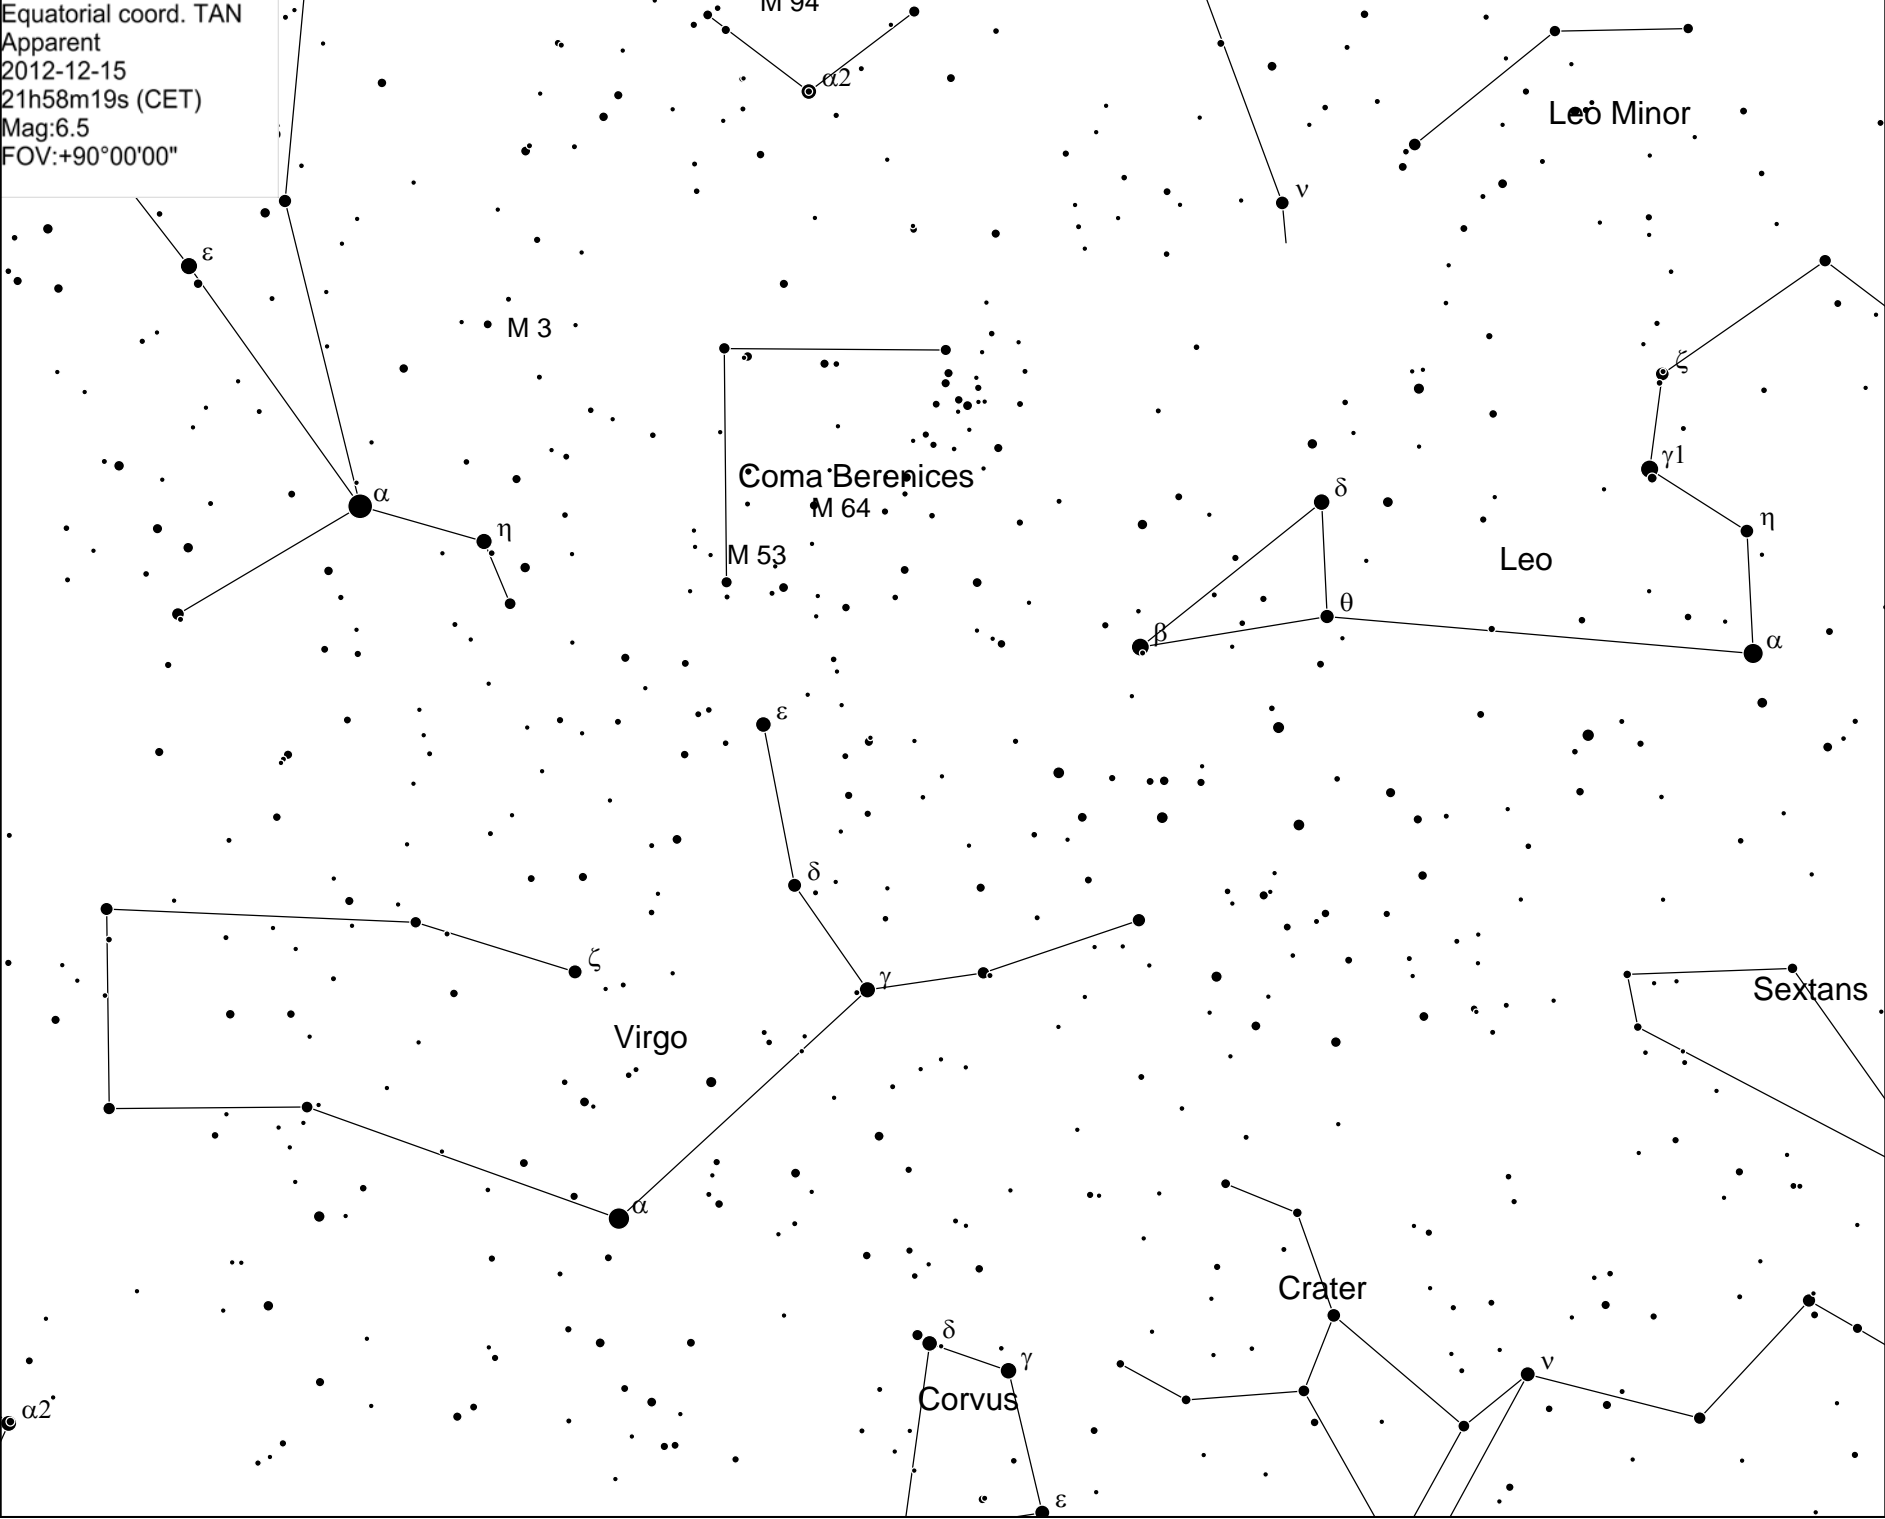 Equatorial coord. TAN
Apparent
2012-12-15
21h58m19s (CET)
Mag:6.5
FOV:+90°00'00"
M 94
α2
Leo Minor
ν
ε
M 3
ζ
α
η
Coma Berenices
M 64
M 53
δ
γ1
η
Leo
θ
β
α
ε
δ
ζ
γ
Virgo
Sextans
α
Crater
δ
γ
Corvus
ν
α2
ε